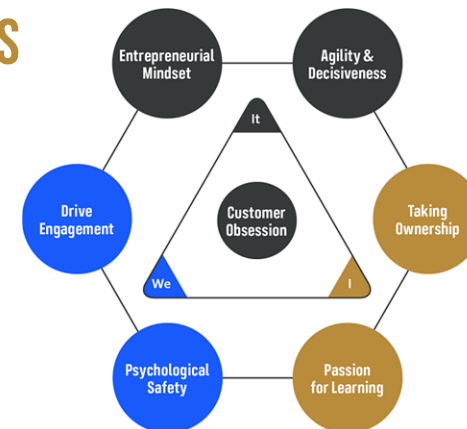 S
Entrepreneurial
Mindset
Agility &
Decisiveness
It
Drive
Engagement
Customer
Obsession
Taking
Ownership
We
I
Psychological
Safety
Passion
for Learning